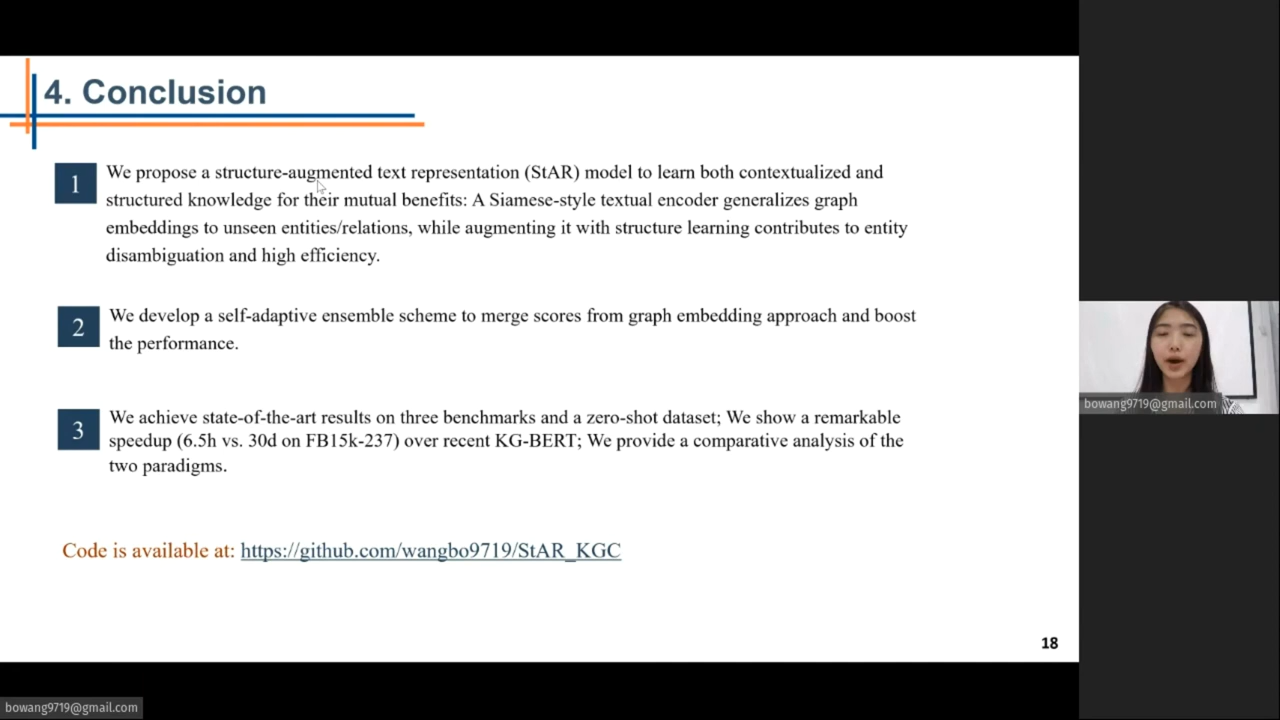 4. Conclusion
1
We propose a structure-augmented text representation (StAR) model to learn both contextualized and
structured knowledge for their mutual benefits: A Siamese-style textual encoder generalizes graph
embeddings to unseen entities/relations, while augmenting it with structure learning contributes to entity
disambiguation and high efficiency.
2
We develop a self-adaptive ensemble scheme to merge scores from graph embedding approach and boost
the performance.
3
We achieve state-of-the-art results on three benchmarks and a zero-shot dataset; We show a remarkable
speedup (6.5h vs. 30d on FB15k-237) over recent KG-BERT; We provide a comparative analysis of the
two paradigms.
Code is available at: https://github.com/wangbo9719/StAR_KGC
18
bowang9719@gmail.com
bowang9719@gmail.com